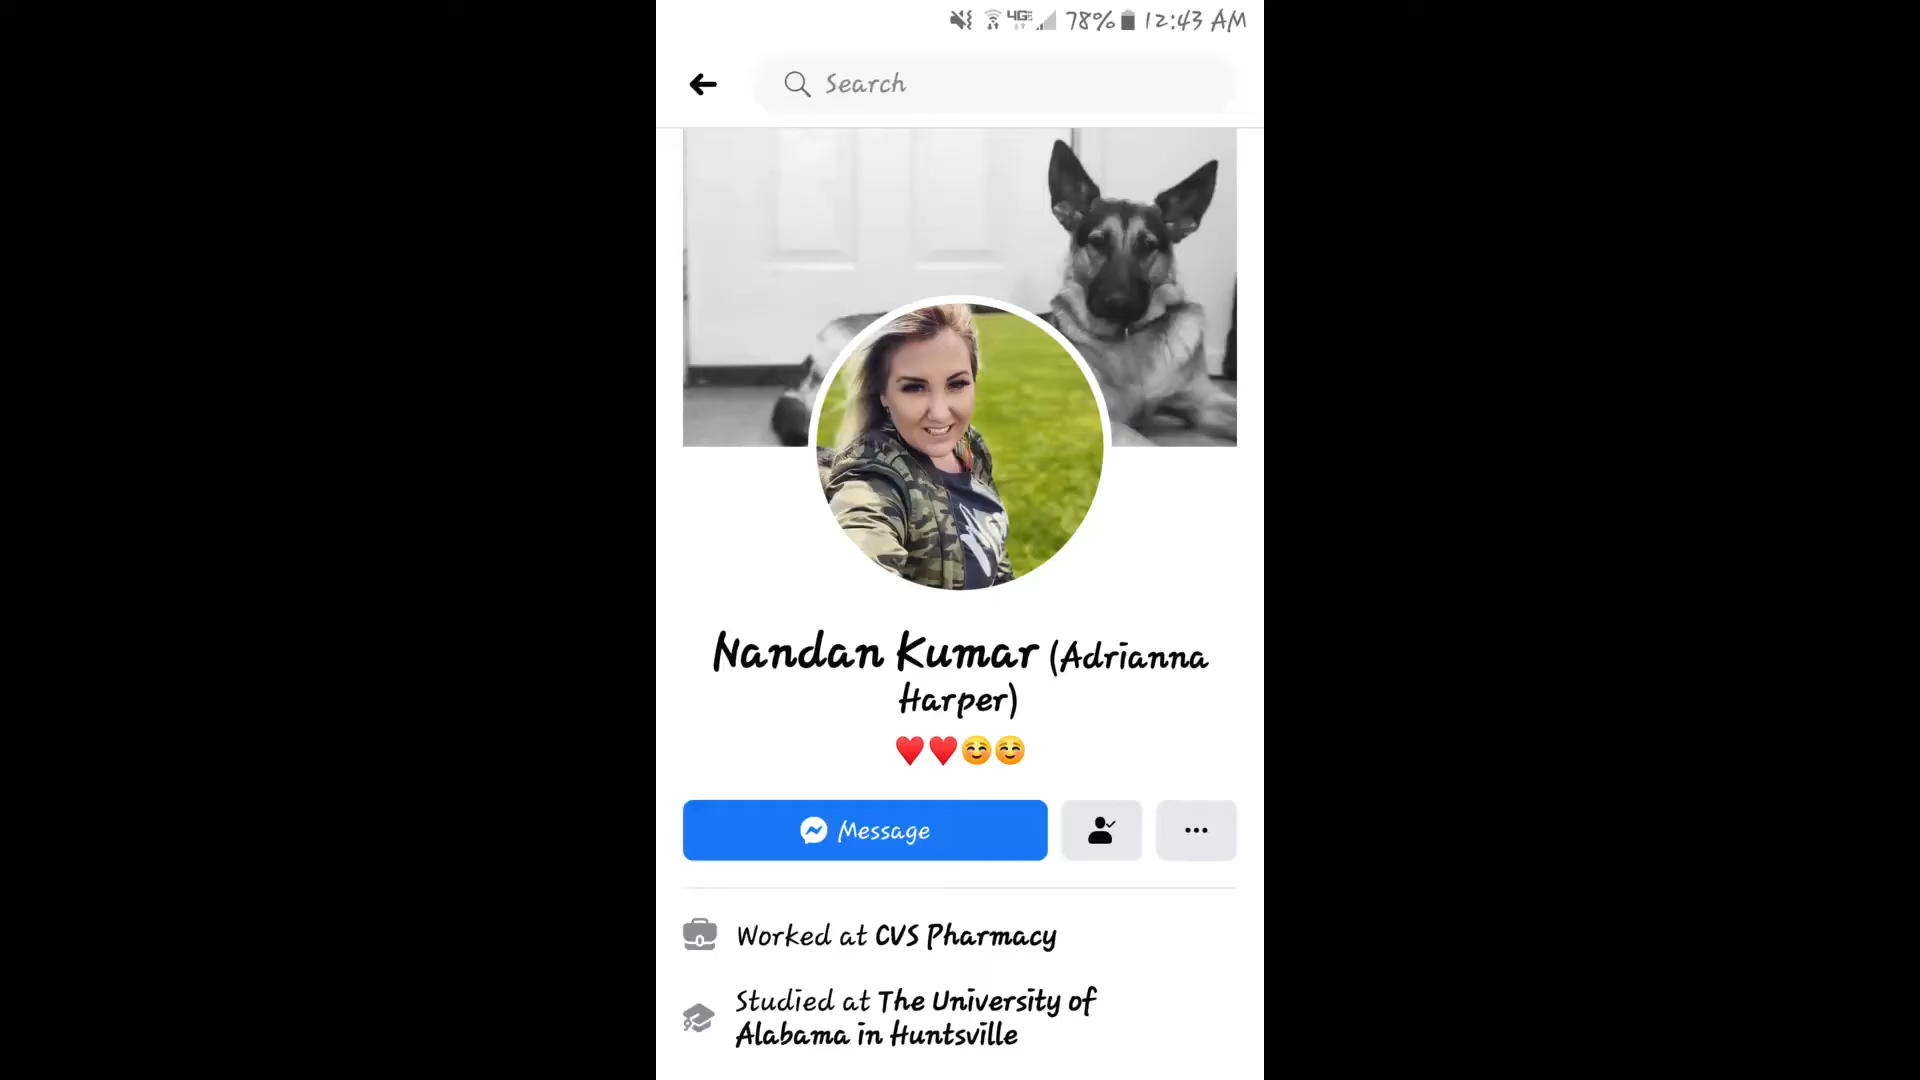 78% 12:43 AM
Search
Nandan Kumar (Adrianna
Harper)
♥️♥️☺️☺️
Message
Worked at CVS Pharmacy
Studied at The University of
Alabama in Huntsville